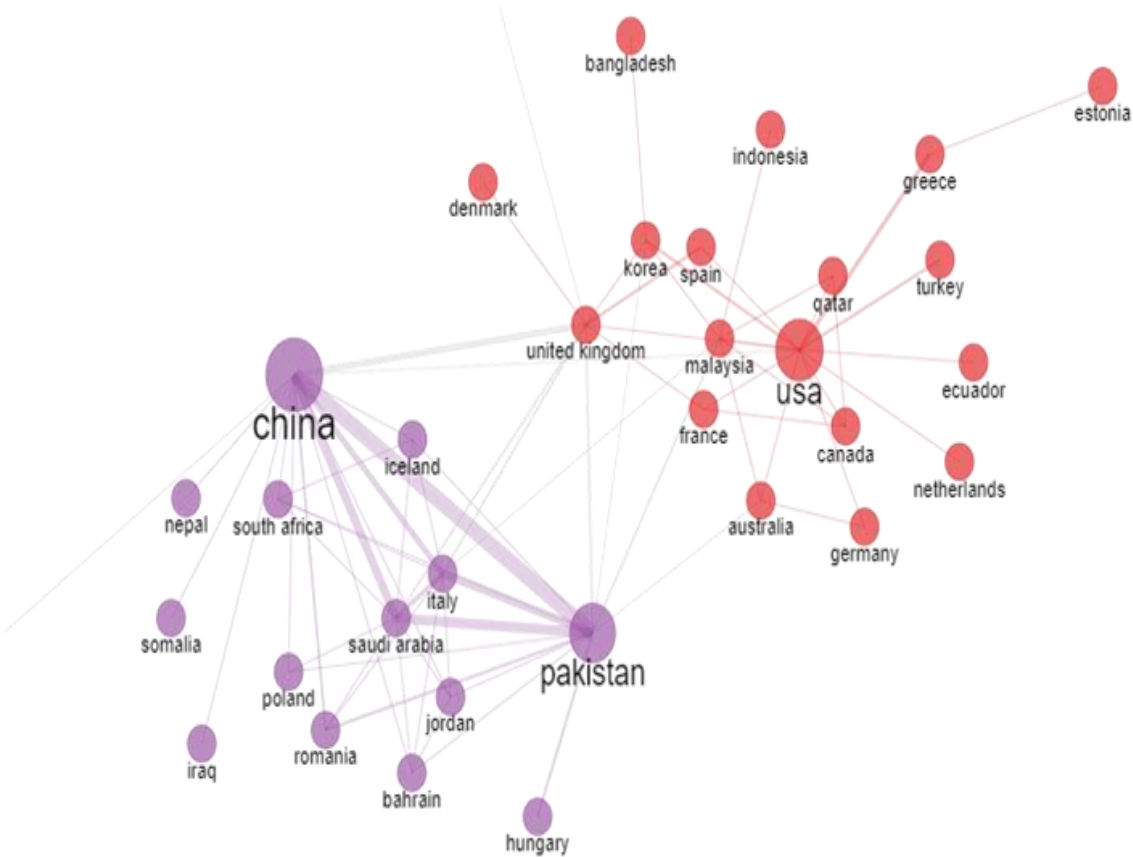 bangladesh
estonia
indonesia
greece
denmark
korea
spain
qatar
turkey
united kingdom
malaysia
usa
ecuador
china
france
canada
iceland
netherlands
nepal
south africa
australia
germany
italy
somalia
saudi arabia
pakistan
poland
jordan
romania
iraq
bahrain
hungary